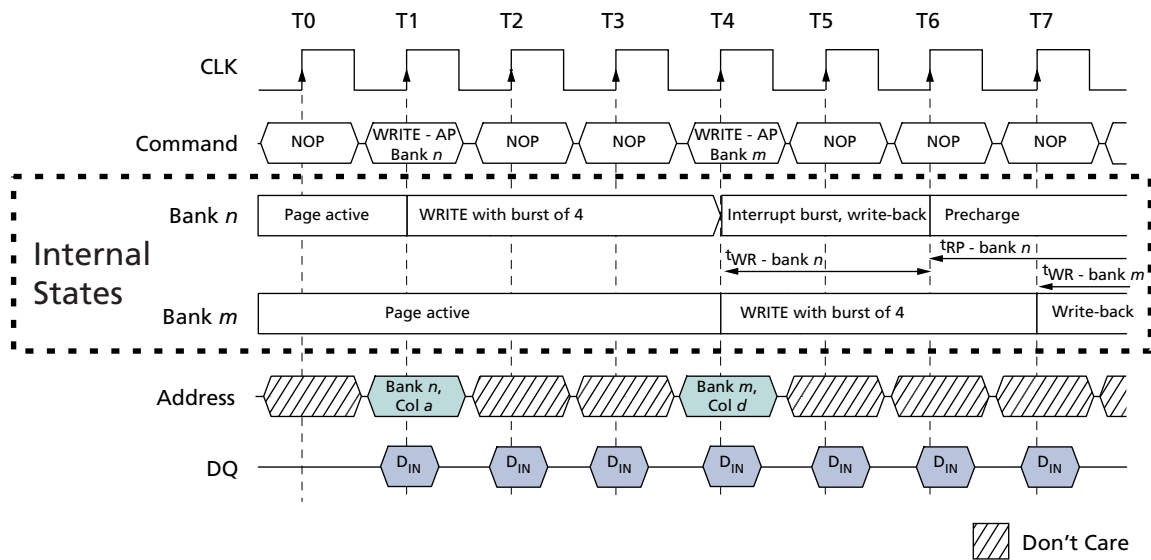 T0 T1 T2 T3 T4 T5 T6 T7
CLK
Command NOP WRITE - AP Bank n NOP NOP WRITE - AP Bank m NOP NOP NOP
Internal States
Bank n Page active WRITE with burst of 4 Interrupt burst, write-back Precharge
tWR - bank n tRP - bank n
tWR - bank m
Bank m Page active WRITE with burst of 4 Write-back
Address Bank n, Col a Bank m, Col d
DQ DIN DIN DIN DIN DIN DIN DIN
Don't Care